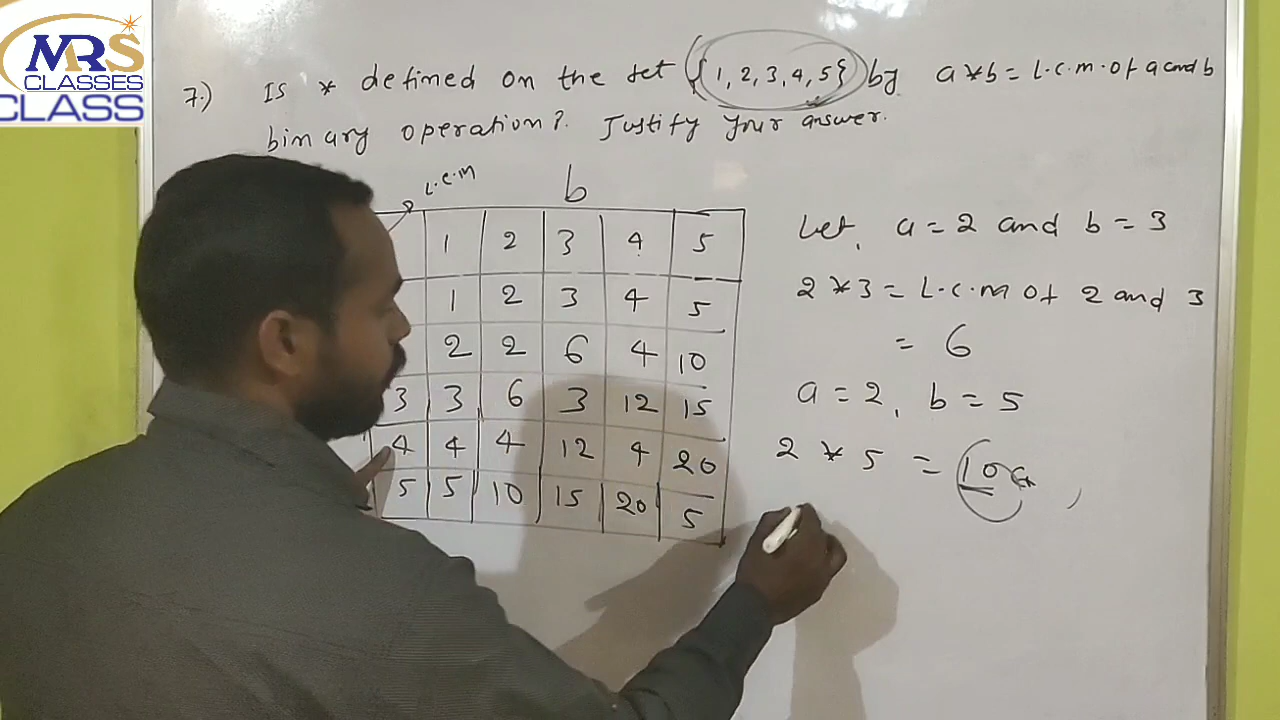 MRS
CLASSES
CLASS
7.) Is * defined on the set {1, 2, 3, 4, 5} by a * b = L.C.M. of a and b
binary operation? Justify your answer.
L.C.M b
1 2 3 4 5
1 2 3 4 5
2 2 6 4 10
3 3 6 3 12 15
4 4 4 12 4 20
5 5 10 15 20 5
Let, a = 2 and b = 3
2 * 3 = L.C.M Of 2 and 3
= 6
a = 2, b = 5
2 * 5 = 10